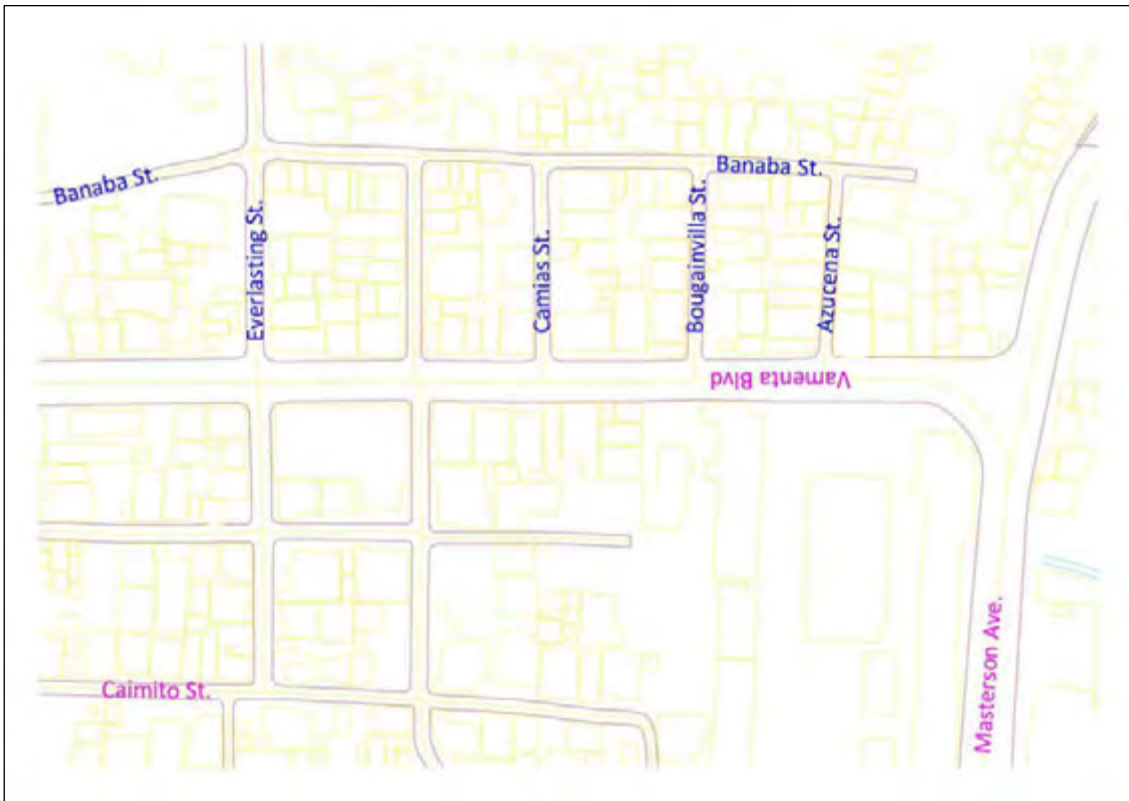 Banaba St.
Banaba St.
Everlasting St.
Camias St.
Bougainvilla St.
Azucena St.
Vamenta Blvd
Caimito St.
Masterson Ave.